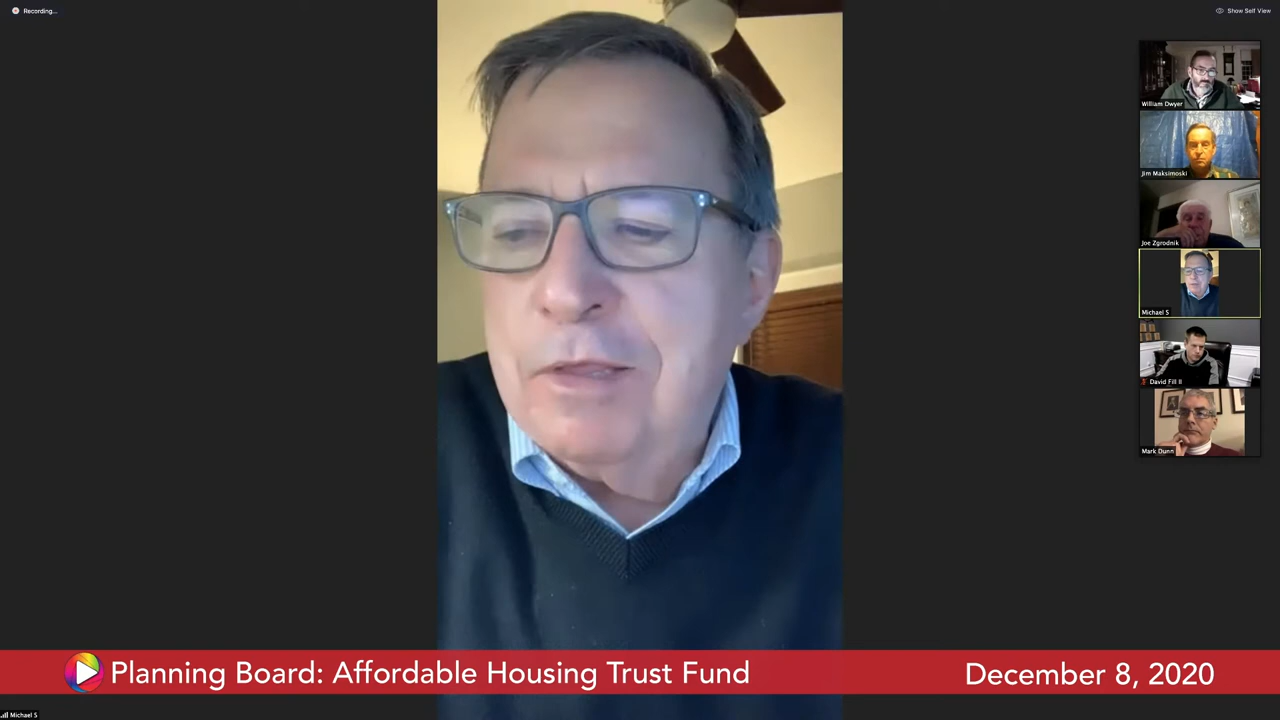 Recording...
Show Self View
William Dwyer
Jim Maksimoski
Joe Zgrodnik
Michael S
David Fill II
Mark Dunn
Planning Board: Affordable Housing Trust Fund
December 8, 2020
Michael S